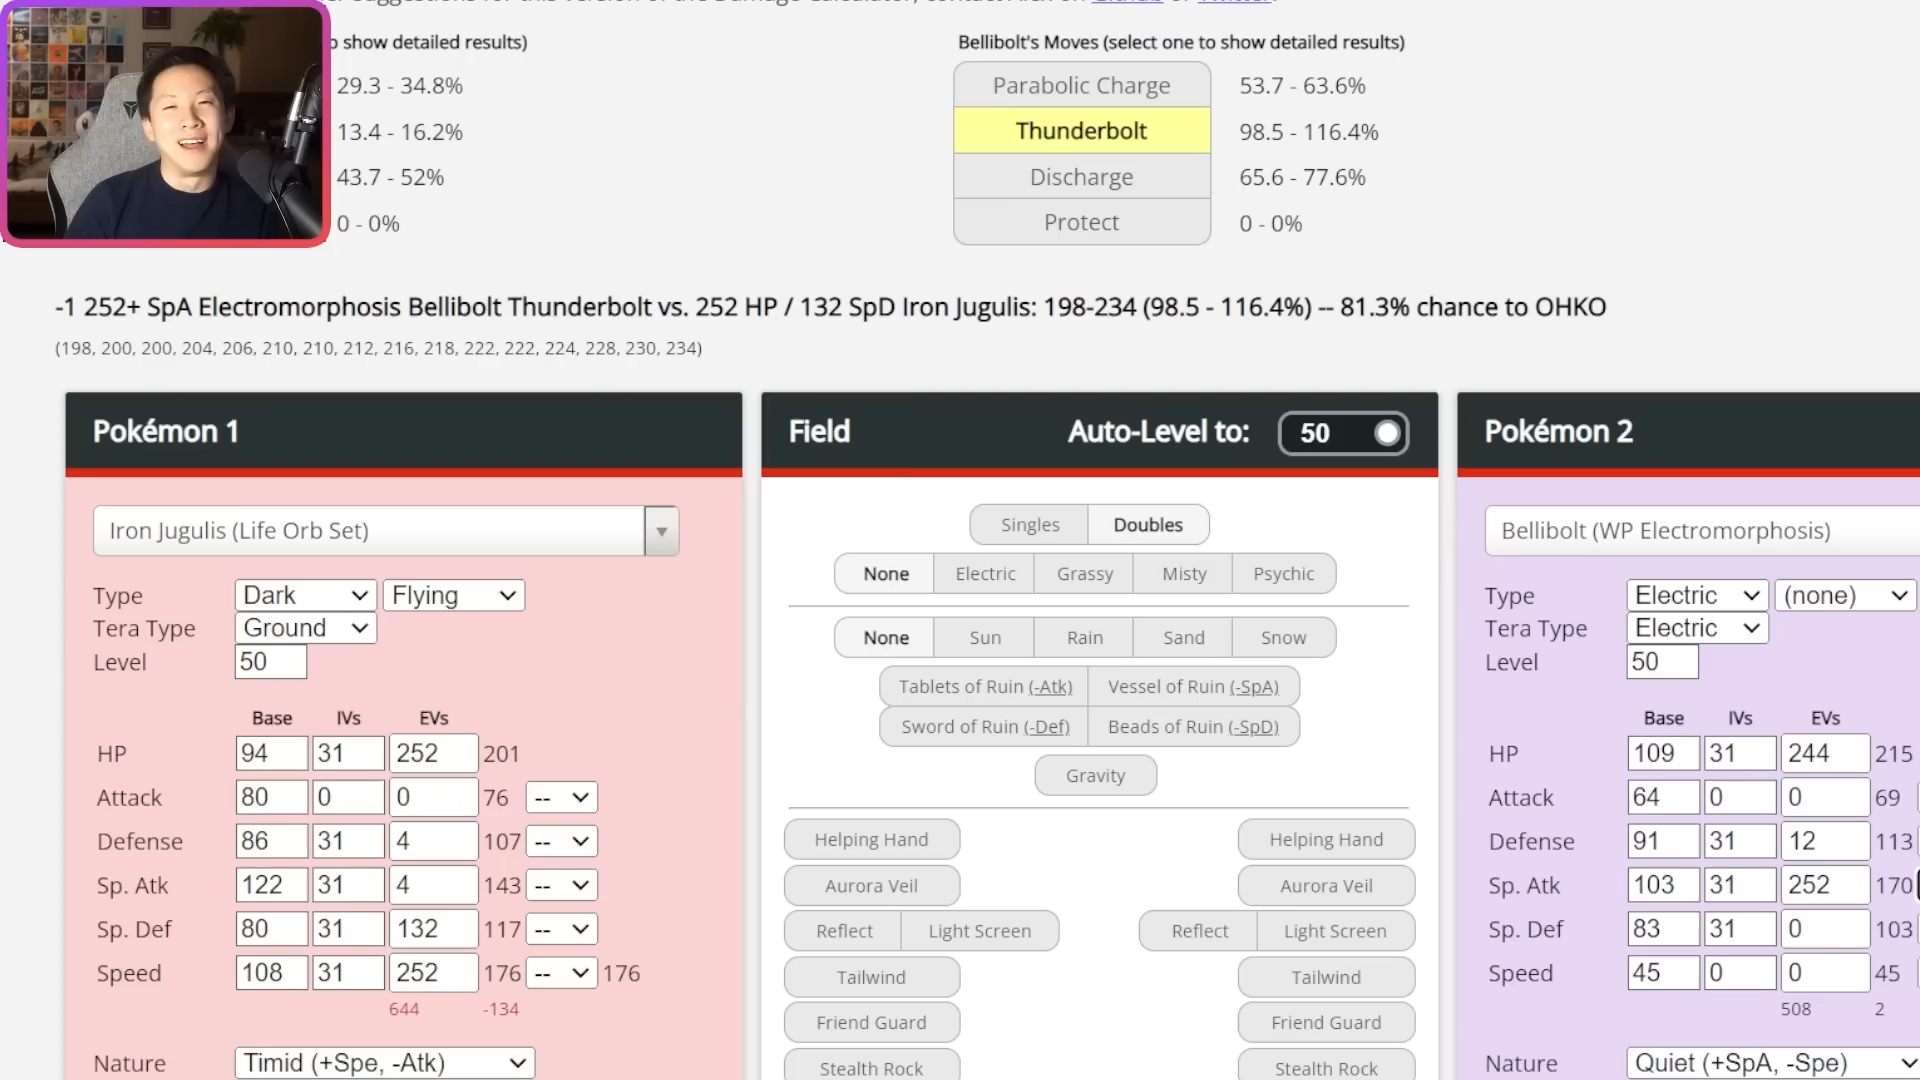 show detailed results)
29.3 - 34.8%
13.4 - 16.2%
43.7 - 52%
0 - 0%
Bellibolt's Moves (select one to show detailed results)
Parabolic Charge 53.7 - 63.6%
Thunderbolt 98.5 - 116.4%
Discharge 65.6 - 77.6%
Protect 0 - 0%
-1 252+ SpA Electromorphosis Bellibolt Thunderbolt vs. 252 HP / 132 SpD Iron Jugulis: 198-234 (98.5 - 116.4%) -- 81.3% chance to OHKO
(198, 200, 200, 204, 206, 210, 210, 212, 216, 218, 222, 222, 224, 228, 230, 234)
Pokémon 1
Iron Jugulis (Life Orb Set)
Type Dark Flying
Tera Type Ground
Level 50
Base IVs EVs
HP 94 31 252 201
Attack 80 0 0 76 --
Defense 86 31 4 107 --
Sp. Atk 122 31 4 143 --
Sp. Def 80 31 132 117 --
Speed 108 31 252 176 -- 176
644 -134
Nature Timid (+Spe, -Atk)
Field Auto-Level to: 50
Singles Doubles
None Electric Grassy Misty Psychic
None Sun Rain Sand Snow
Tablets of Ruin (-Atk) Vessel of Ruin (-SpA)
Sword of Ruin (-Def) Beads of Ruin (-SpD)
Gravity
Helping Hand Helping Hand
Aurora Veil Aurora Veil
Reflect Light Screen Reflect Light Screen
Tailwind Tailwind
Friend Guard Friend Guard
Stealth Rock Stealth Rock
Pokémon 2
Bellibolt (WP Electromorphosis)
Type Electric (none)
Tera Type Electric
Level 50
Base IVs EVs
HP 109 31 244 215
Attack 64 0 0 69
Defense 91 31 12 113
Sp. Atk 103 31 252 170
Sp. Def 83 31 0 103
Speed 45 0 0 45
508 2
Nature Quiet (+SpA, -Spe)